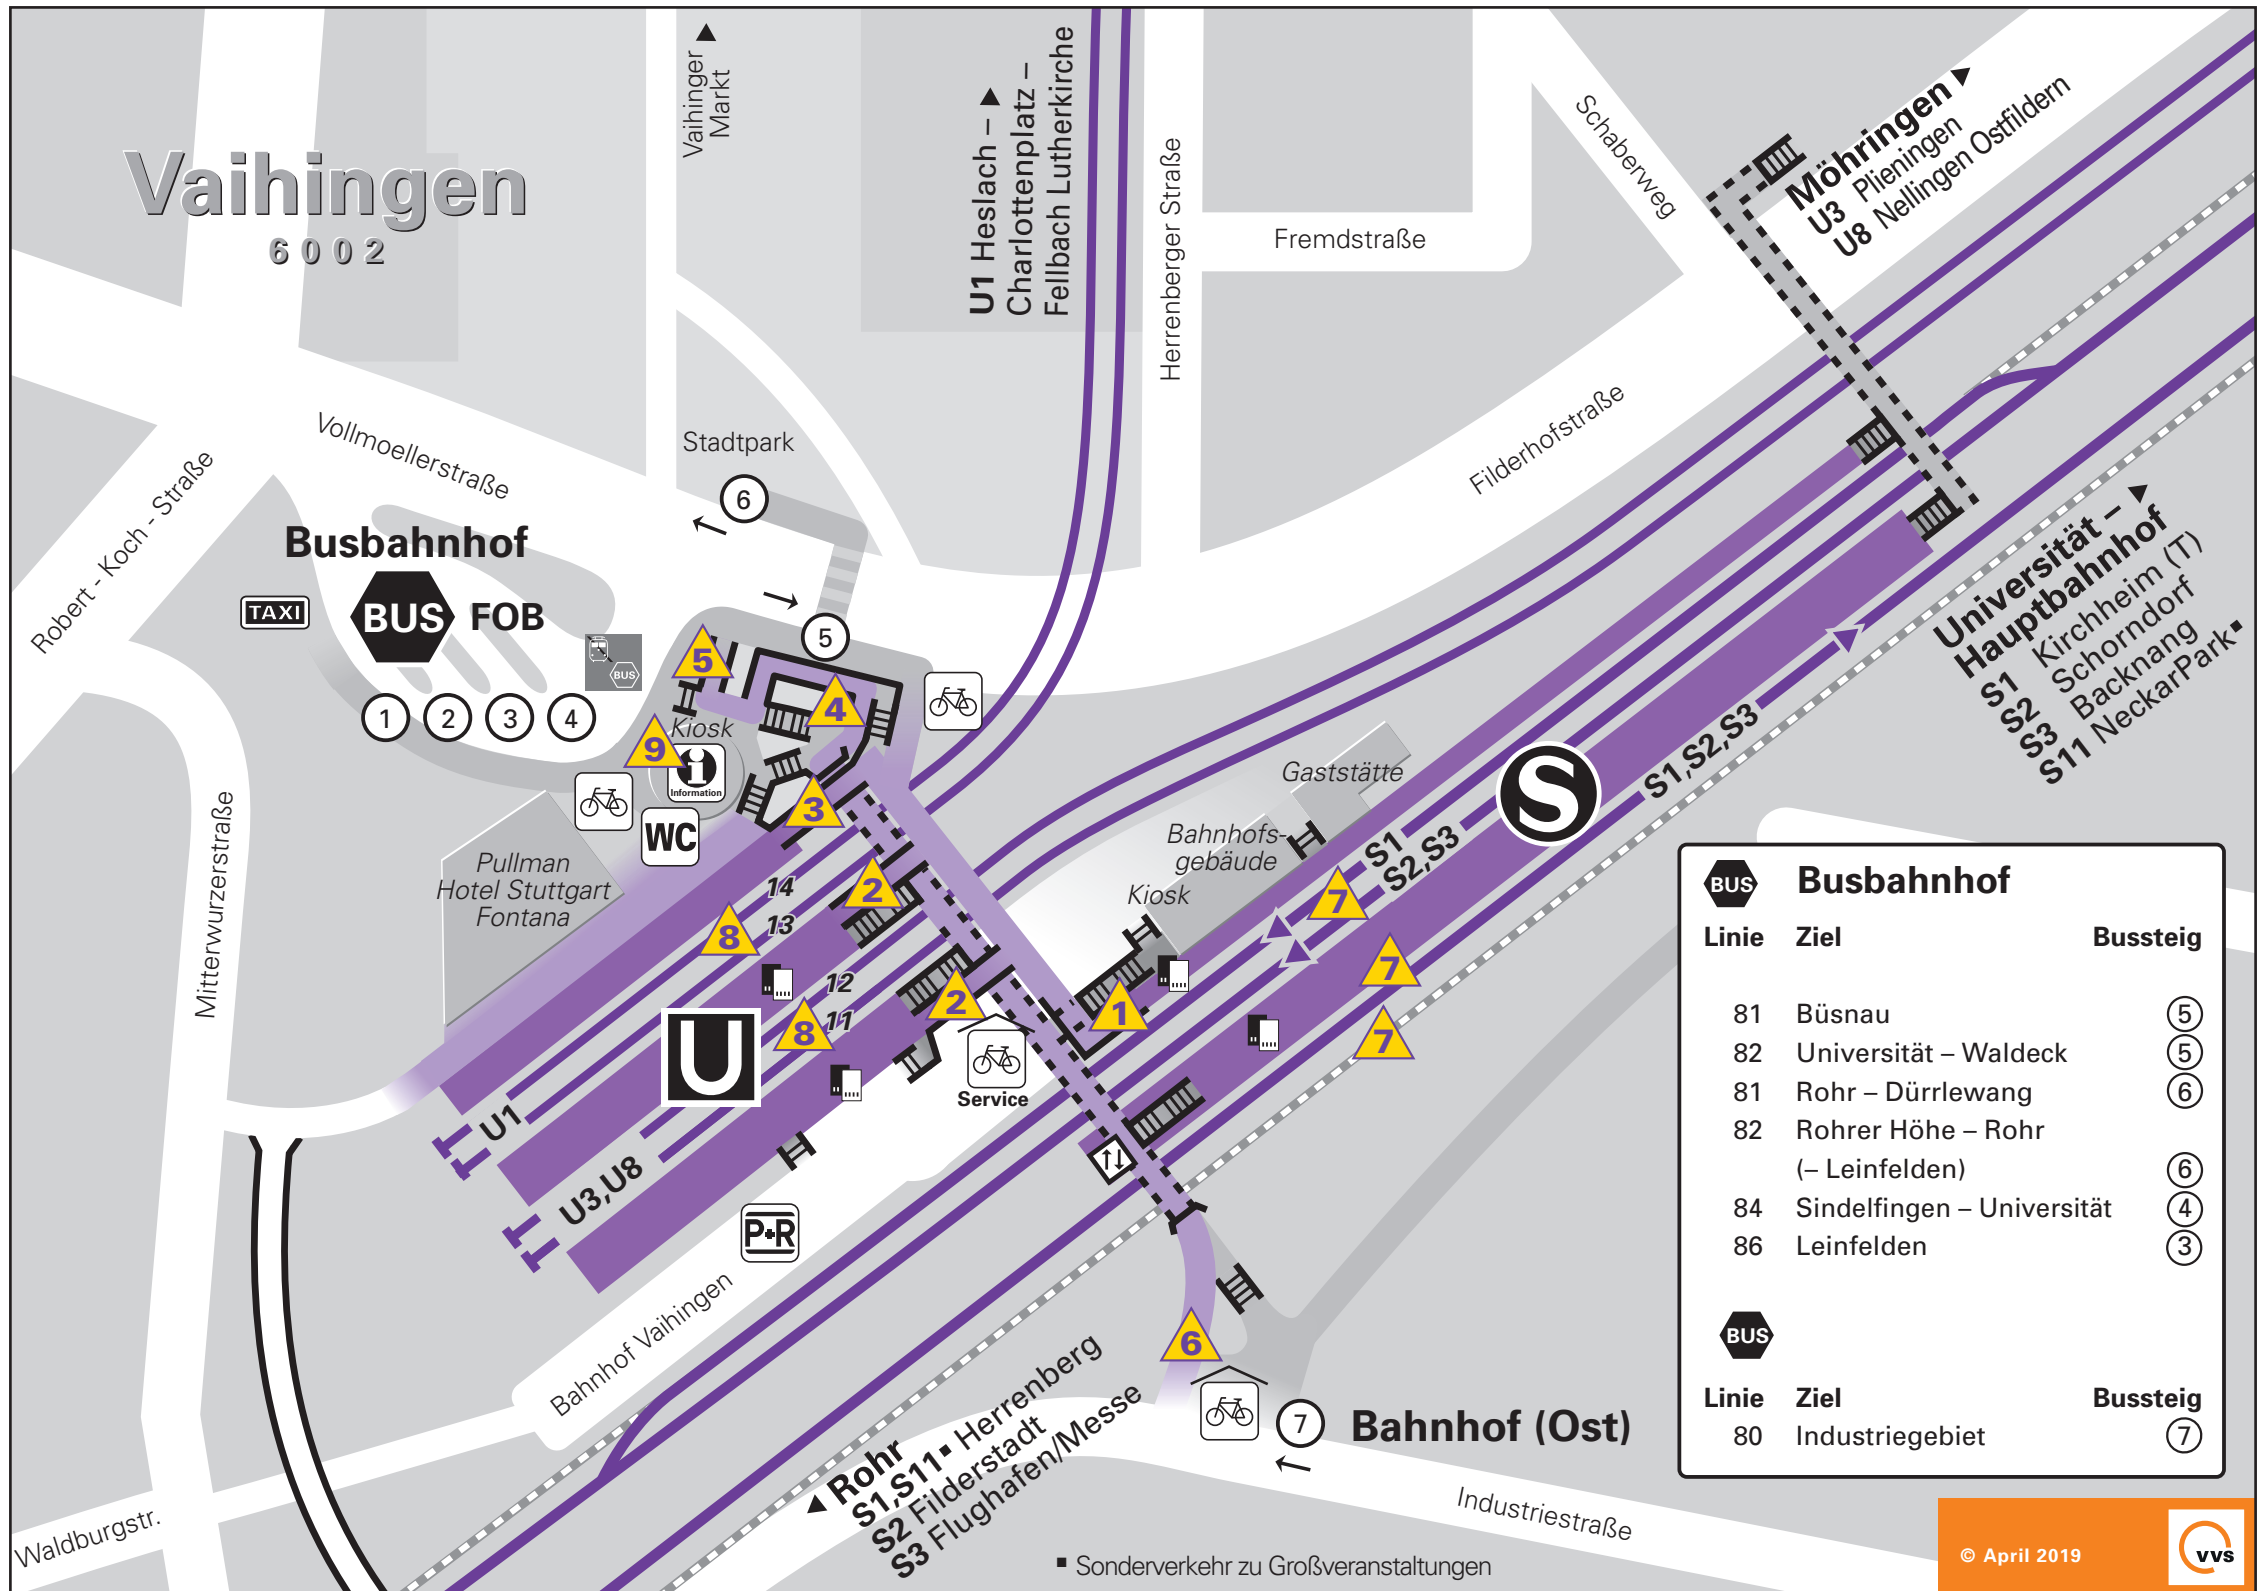 Vaihingen
6002
Vaihinger
Markt
U1 Heslach –
Charlottenplatz –
Fellbach Lutherkirche
Herrenberger Straße
Fremdstraße
Schaberweg
Möhringen
U3 Plieningen
U8 Nellingen Ostfildern
Filderhofstraße
Stadtpark
6
Vollmoellerstraße
Robert - Koch - Straße
Busbahnhof
TAXI
BUS
FOB
BUS
1
2
3
4
5
5
4
Kiosk
9
i
Information
3
WC
Pullman
Hotel Stuttgart
Fontana
Mitterwurzerstraße
14
13
12
11
2
8
2
8
U
U1
U3,U8
Service
P+R
Bahnhof Vaihingen
Waldburgstr.
Gaststätte
Bahnhofs-
gebäude
Kiosk
1
S1
S2,S3
S
S1,S2,S3
7
7
7
Universität –
Hauptbahnhof
S1 Kirchheim (T)
S2 Schorndorf
S3 Backnang
S11 NeckarPark▪
6
7
Bahnhof (Ost)
Rohr
S1,S11▪ Herrenberg
S2 Filderstadt
S3 Flughafen/Messe
Industriestraße
▪ Sonderverkehr zu Großveranstaltungen
BUS Busbahnhof
Linie Ziel Bussteig
81 Büsnau 5
82 Universität – Waldeck 5
81 Rohr – Dürrlewang 6
82 Rohrer Höhe – Rohr
(– Leinfelden) 6
84 Sindelfingen – Universität 4
86 Leinfelden 3
BUS
Linie Ziel Bussteig
80 Industriegebiet 7
© April 2019
vvs